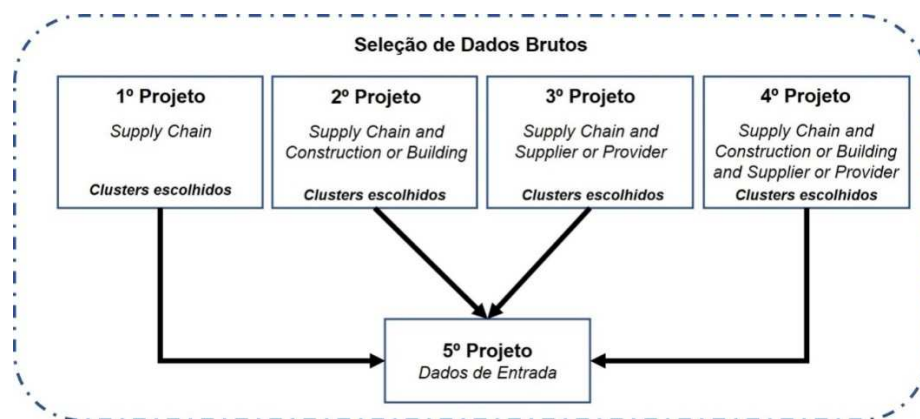 Seleção de Dados Brutos
1º Projeto
Supply Chain
Clusters escolhidos
2º Projeto
Supply Chain and
Construction or Building
Clusters escolhidos
3º Projeto
Supply Chain and
Supplier or Provider
Clusters escolhidos
4º Projeto
Supply Chain and
Construction or Building
and Supplier or Provider
Clusters escolhidos
5º Projeto
Dados de Entrada